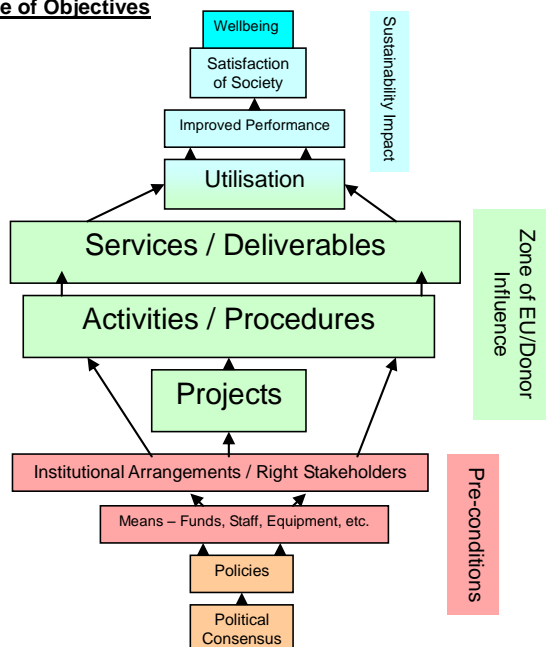 e of Objectives
Wellbeing
Satisfaction
of Society
Improved Performance
Utilisation
Services / Deliverables
Activities / Procedures
Projects
Institutional Arrangements / Right Stakeholders
Means – Funds, Staff, Equipment, etc.
Policies
Political
Consensus
Sustainability Impact
Zone of EU/Donor
Influence
Pre-conditions